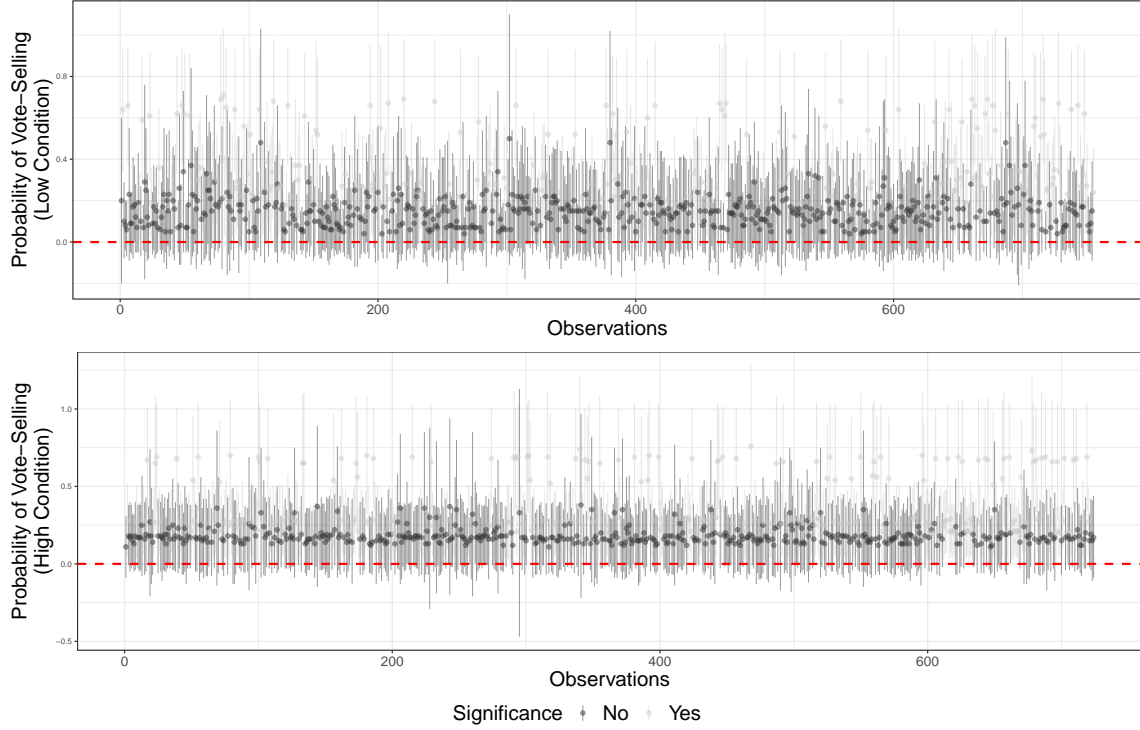 Probability of Vote−Selling
(Low Condition)
0.8
0.4
0.0
0 200 400 600
Observations
Probability of Vote−Selling
(High Condition)
1.0
0.5
0.0
−0.5
0 200 400 600
Observations
Significance No Yes